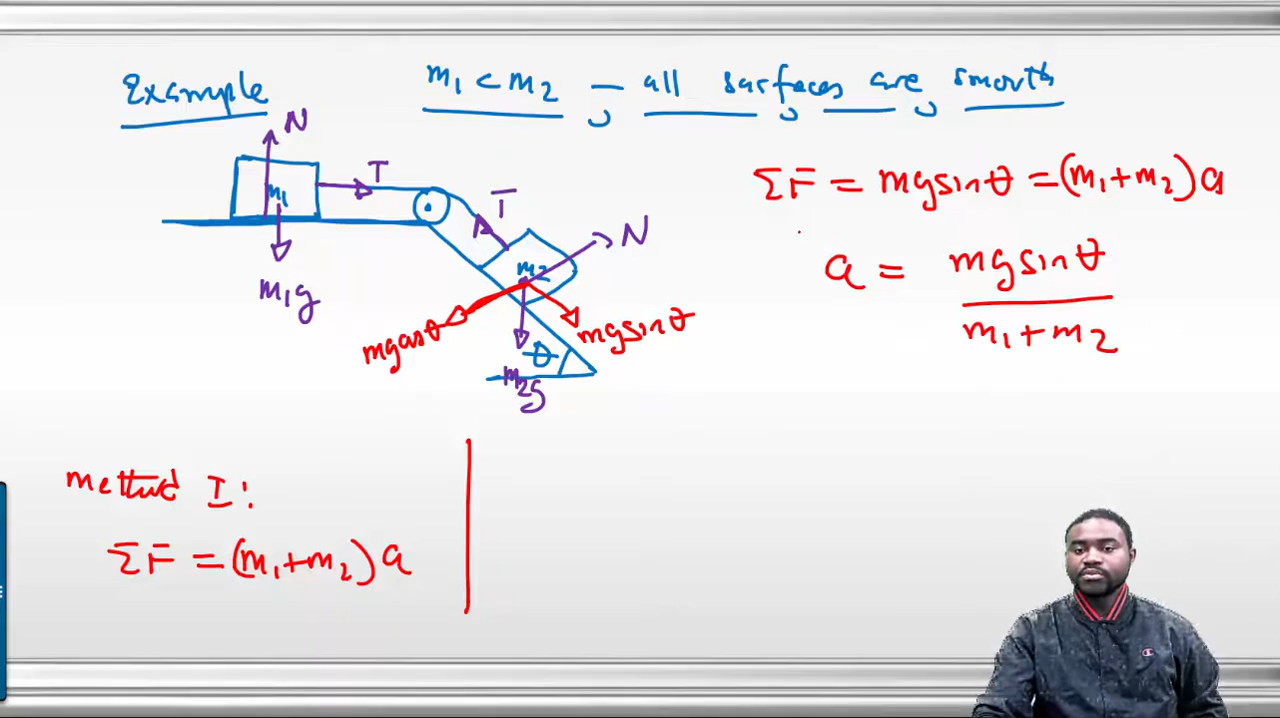 Example
m₁ < m₂ – all surfaces are smooth
N
T
m₁
T
N
m₁g
m₂
mgcosθ
mgsinθ
θ
m₂g
ΣF = mgsinθ = (m₁+m₂)a
a = mgsinθ / m₁+m₂
method I:
ΣF = (m₁+m₂)a